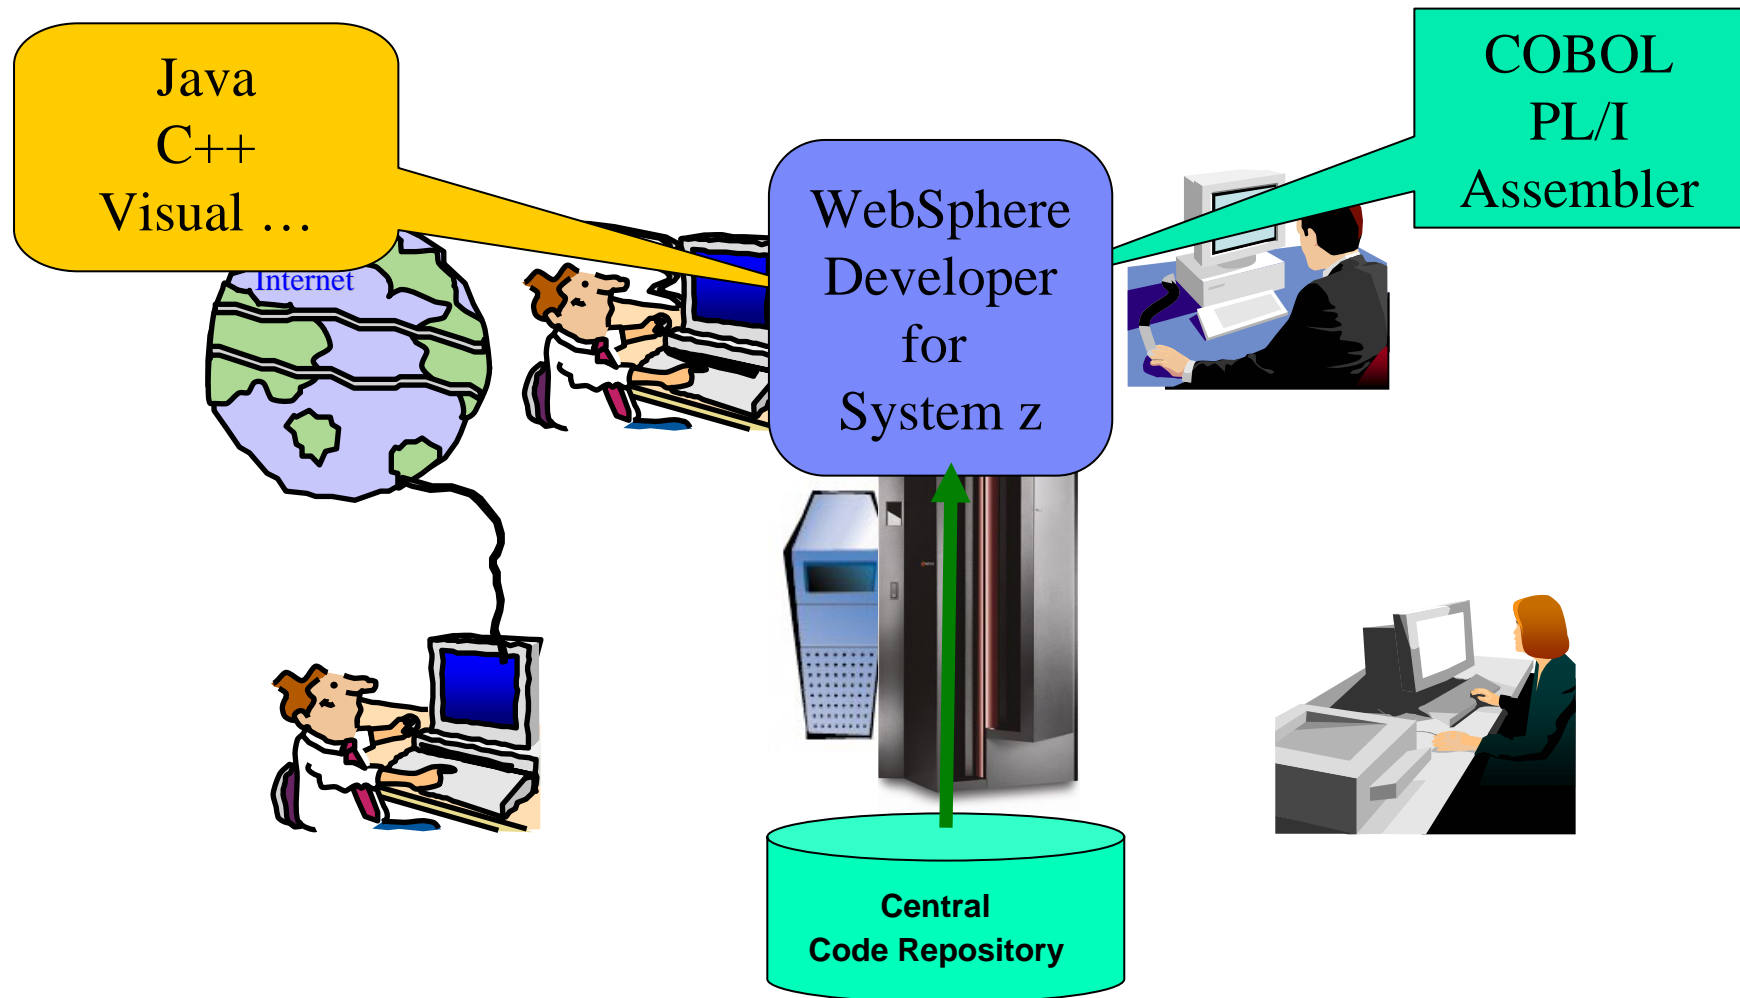 Java
C++
Visual …
COBOL
PL/I
Assembler
WebSphere
Developer
for
System z
Internet
Central
Code Repository